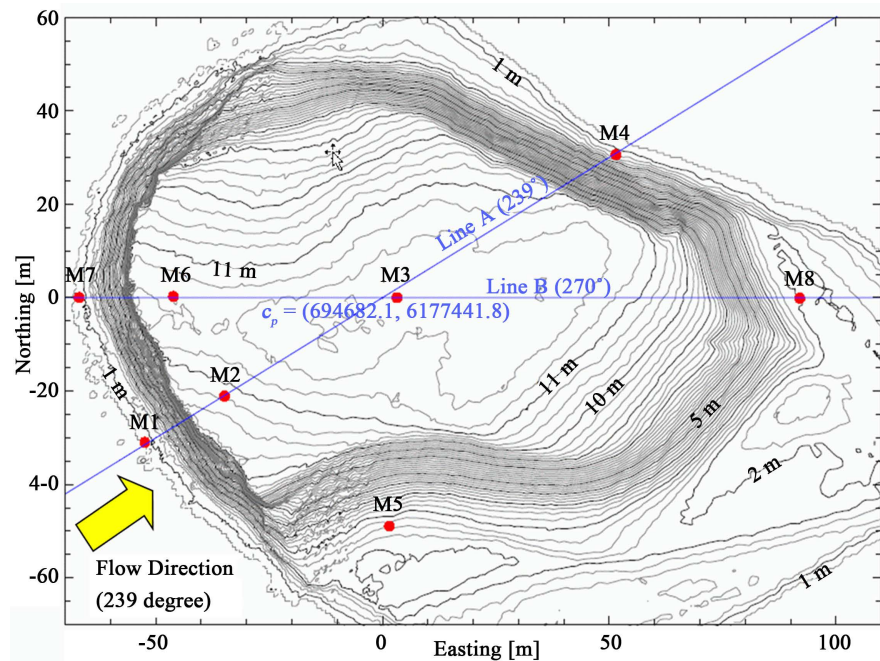 60
1 m
40
M4
20
Line A (239°)
11 m
M7
M6
M3
Line B (270°)
M8
0
c_p = (694682.1, 6177441.8)
Northing [m]
11 m
10 m
1 m
M2
-20
5 m
M1
2 m
4-0
M5
Flow Direction
(239 degree)
-60
1 m
-50
0
50
100
Easting [m]